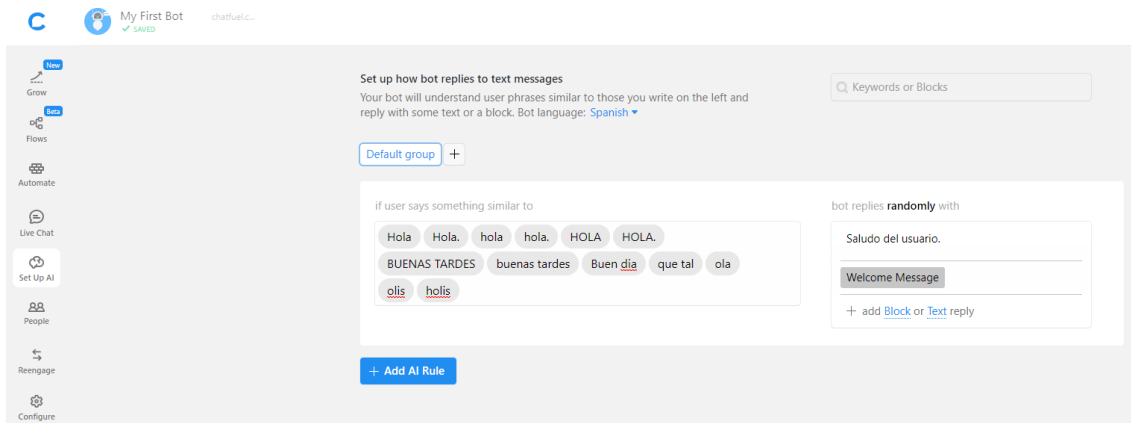 C
My First Bot
chatfuel.c...
SAVED
New
Grow
Beta
Flows
Automate
Live Chat
Set Up AI
People
Reengage
Configure
Set up how bot replies to text messages
Your bot will understand user phrases similar to those you write on the left and
reply with some text or a block. Bot language: Spanish
Keywords or Blocks
Default group +
if user says something similar to
Hola Hola. hola hola. HOLA HOLA.
BUENAS TARDES buenas tardes Buen dia que tal ola
olis holis
bot replies randomly with
Saludo del usuario.
Welcome Message
+ add Block or Text reply
+ Add AI Rule